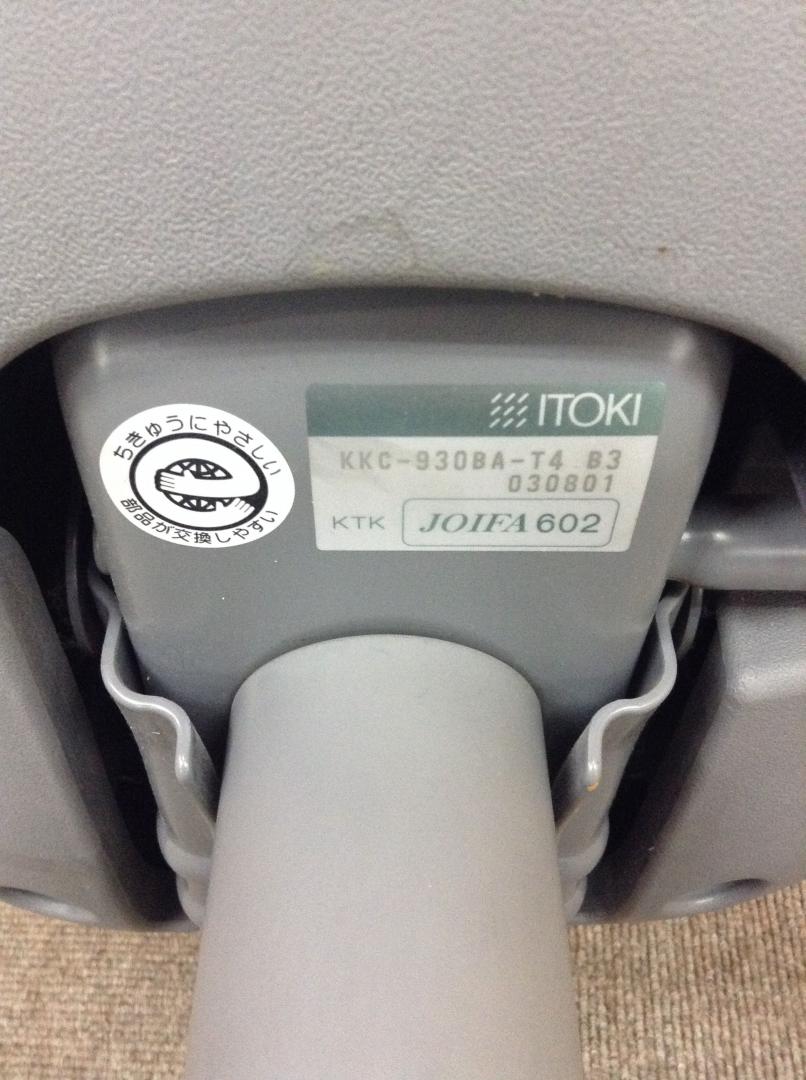 ちきゅうにやさしい
e
部品が交換しやすい
ITOKI
KKC-930BA-T4 B3
030801
KTK JOIFA 602